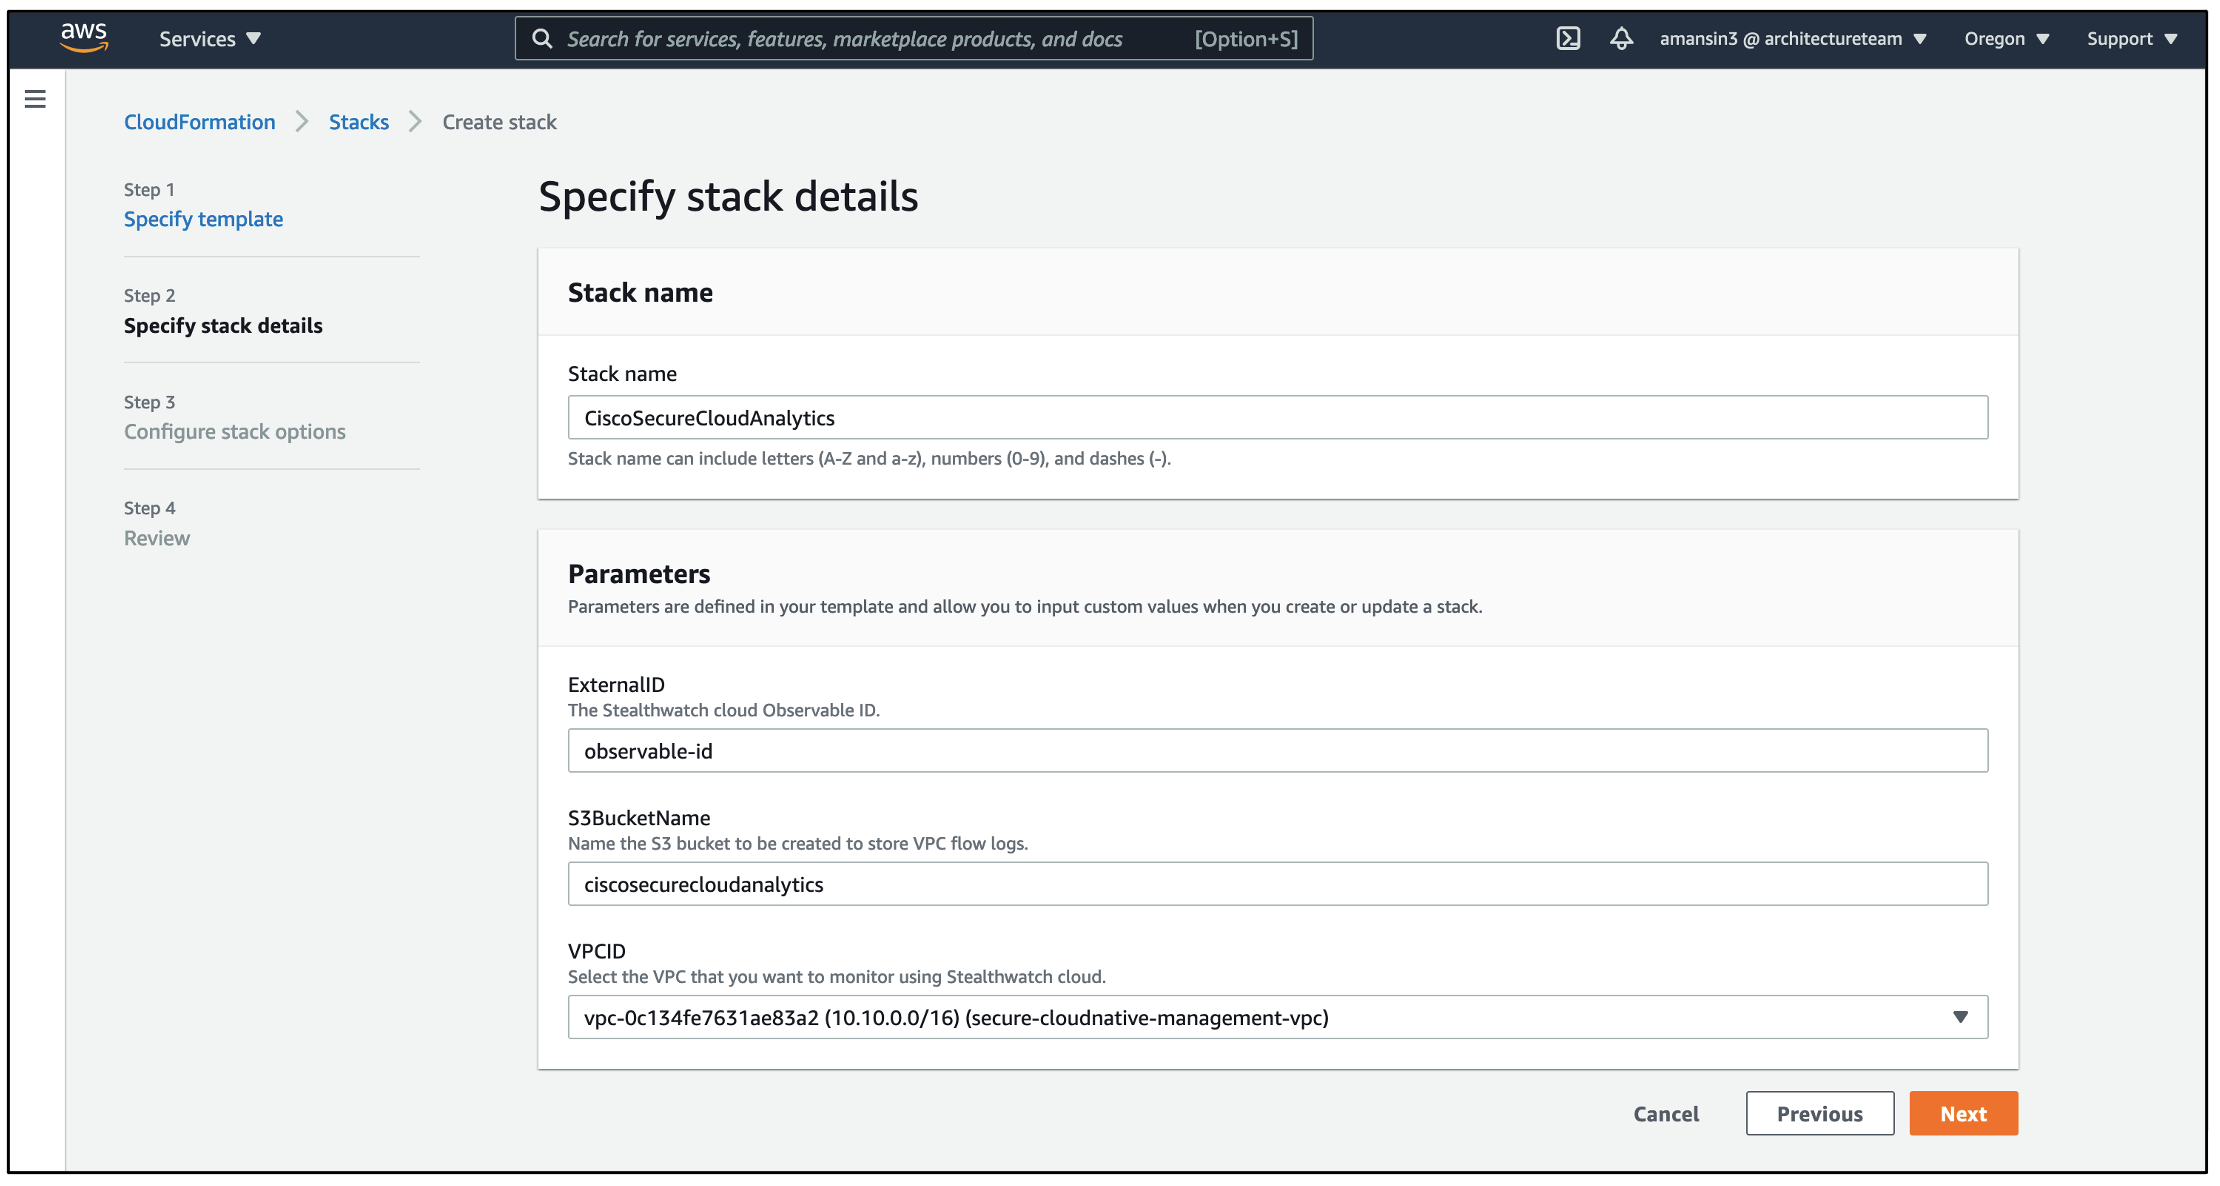 aws Services Search for services, features, marketplace products, and docs [Option+S] amansin3 @ architectureteam Oregon Support
CloudFormation Stacks Create stack
Step 1
Specify template
Step 2
Specify stack details
Step 3
Configure stack options
Step 4
Review
Specify stack details
Stack name
Stack name
CiscoSecureCloudAnalytics
Stack name can include letters (A-Z and a-z), numbers (0-9), and dashes (-).
Parameters
Parameters are defined in your template and allow you to input custom values when you create or update a stack.
ExternalID
The Stealthwatch cloud Observable ID.
observable-id
S3BucketName
Name the S3 bucket to be created to store VPC flow logs.
ciscosecurecloudanalytics
VPCID
Select the VPC that you want to monitor using Stealthwatch cloud.
vpc-0c134fe7631ae83a2 (10.10.0.0/16) (secure-cloudnative-management-vpc)
Cancel Previous Next